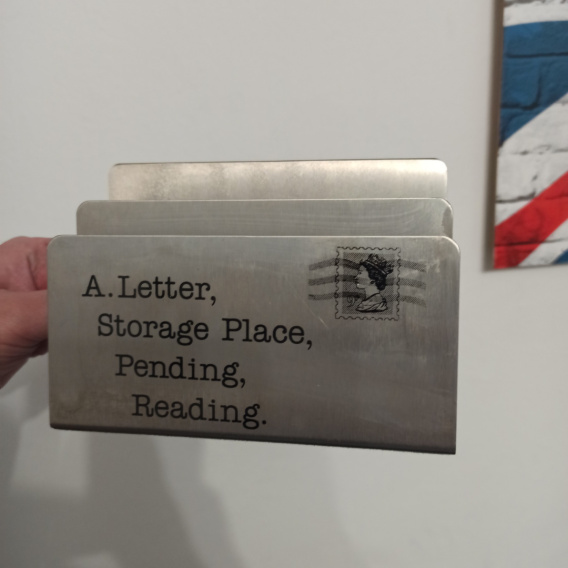 A. Letter,
Storage Place,
Pending,
Reading.